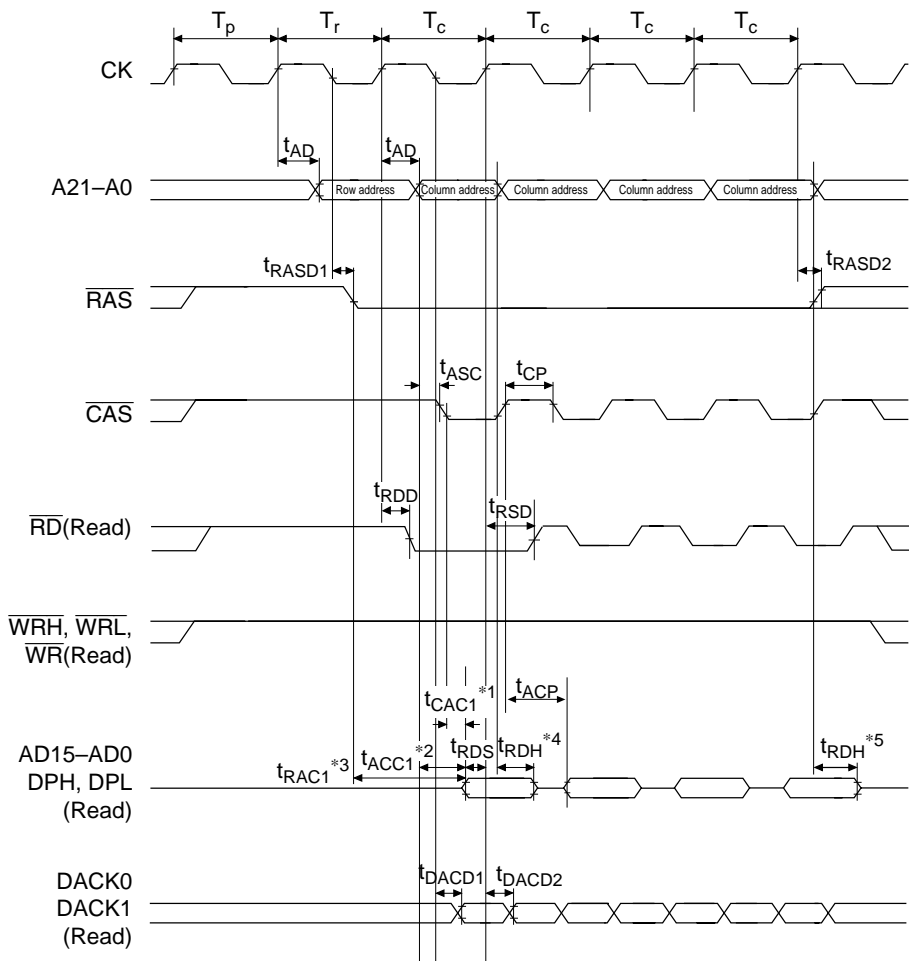 Tp Tr Tc Tc Tc Tc
CK
tAD tAD
A21–A0 Row address Column address Column address Column address Column address
tRASD1 tRASD2
RAS
tASC tCP
CAS
tRDD tRSD
RD(Read)
WRH, WRL,
WR(Read)
tCAC1*1 tACP
AD15–AD0
DPH, DPL
(Read)
tRAC1*3 tACC1*2 tRDS tRDH*4 tRDH*5
DACK0
DACK1
(Read)
tDACD1 tDACD2